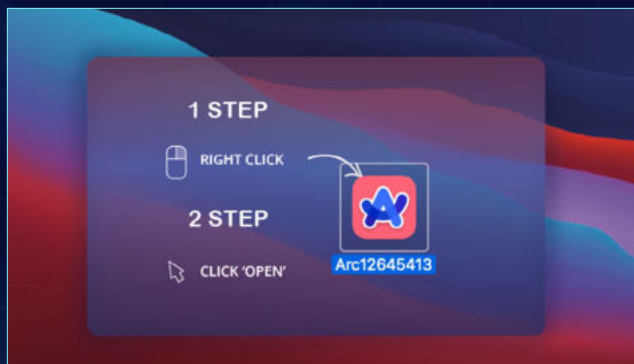 1 STEP
RIGHT CLICK
2 STEP
CLICK 'OPEN'
Arc12645413